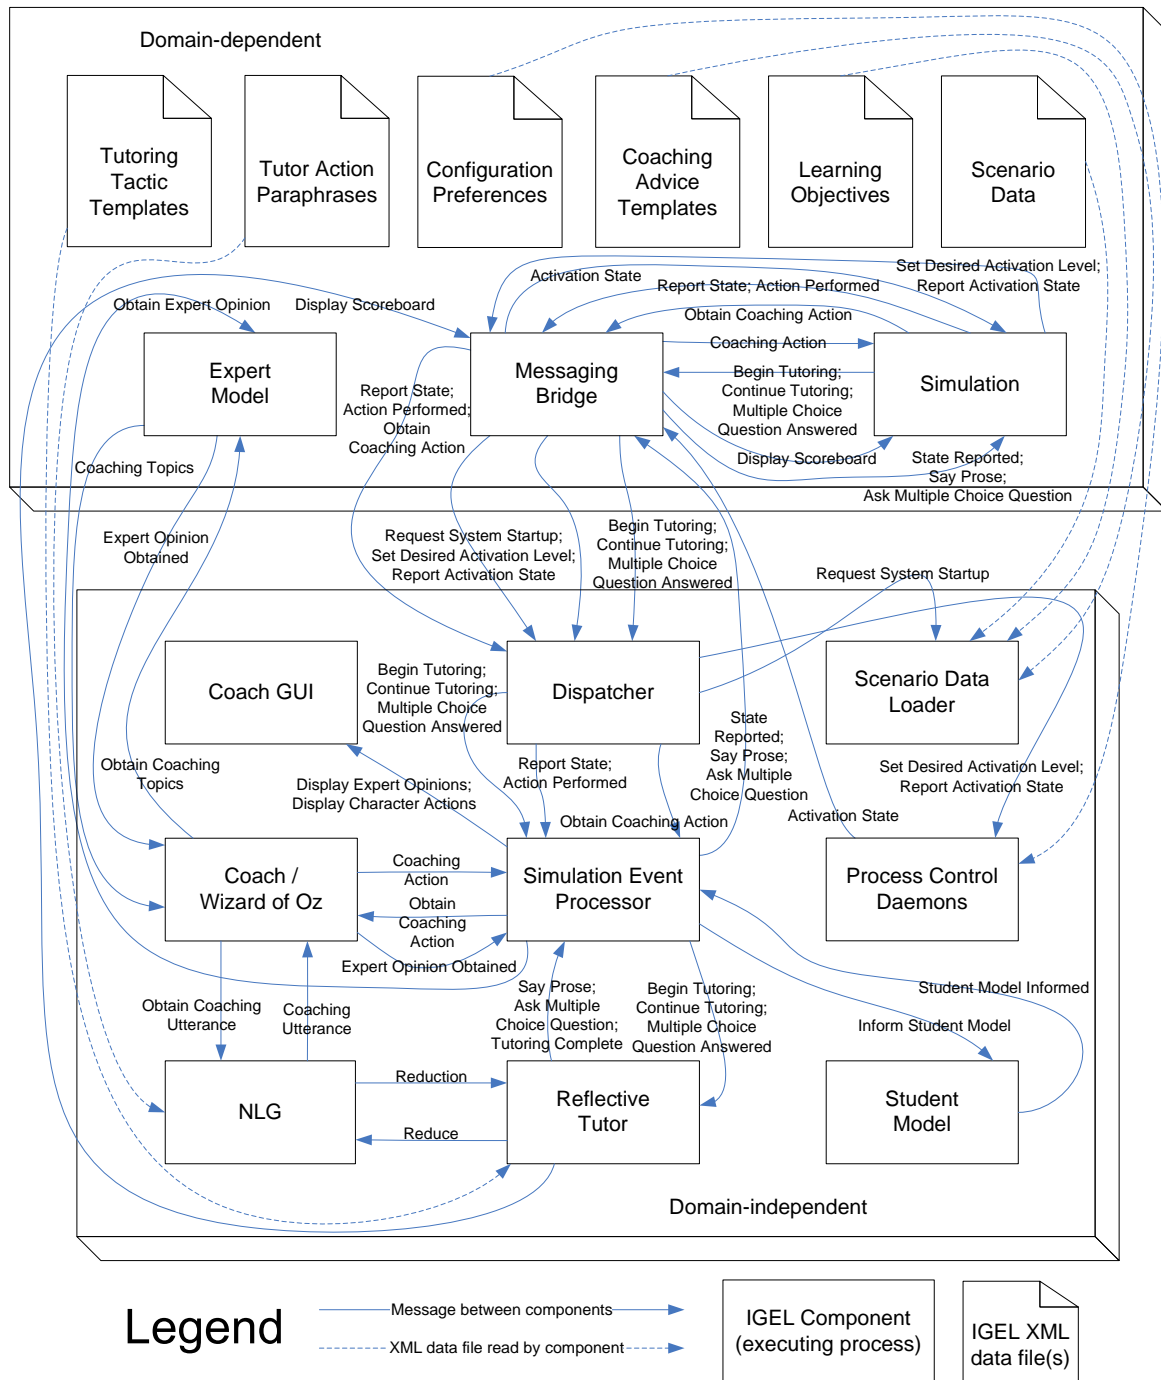 Domain-dependent
Tutoring
Tactic
Templates
Tutor Action
Paraphrases
Configuration
Preferences
Coaching
Advice
Templates
Learning
Objectives
Scenario
Data
Obtain Expert Opinion
Display Scoreboard
Activation State
Report State; Action Performed
Set Desired Activation Level;
Report Activation State
Obtain Coaching Action
Coaching Action
Expert
Model
Messaging
Bridge
Simulation
Begin Tutoring;
Continue Tutoring;
Multiple Choice
Question Answered
Report State;
Action Performed;
Obtain
Coaching Action
Coaching Topics
Display Scoreboard
State Reported;
Say Prose;
Ask Multiple Choice Question
Expert Opinion
Obtained
Request System Startup;
Set Desired Activation Level;
Report Activation State
Begin Tutoring;
Continue Tutoring;
Multiple Choice
Question Answered
Request System Startup
Coach GUI
Begin Tutoring;
Continue Tutoring;
Multiple Choice
Question Answered
Dispatcher
Scenario Data
Loader
State
Reported;
Say Prose;
Ask Multiple
Choice Question
Obtain Coaching
Topics
Display Expert Opinions;
Display Character Actions
Report State;
Action Performed
Set Desired Activation Level;
Report Activation State
Obtain Coaching Action
Activation State
Coach /
Wizard of Oz
Coaching
Action
Obtain
Coaching
Action
Expert Opinion Obtained
Simulation Event
Processor
Process Control
Daemons
Obtain Coaching
Utterance
Coaching
Utterance
Say Prose;
Ask Multiple
Choice Question;
Tutoring Complete
Begin Tutoring;
Continue Tutoring;
Multiple Choice
Question Answered
Student Model Informed
Inform Student Model
NLG
Reduction
Reduce
Reflective
Tutor
Student
Model
Domain-independent
Legend
Message between components
XML data file read by component
IGEL Component
(executing process)
IGEL XML
data file(s)